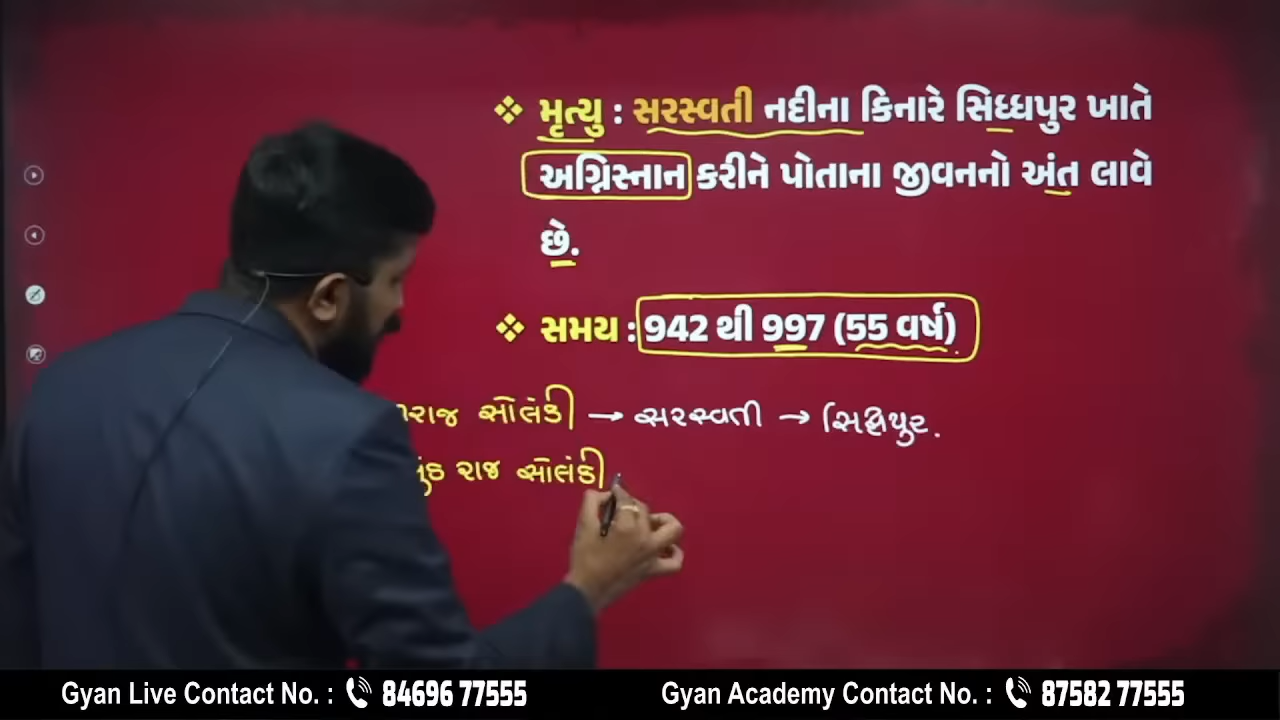 ❖ મૃત્યુ : સરસ્વતી નદીના કિનારે સિધ્ધપુર ખાતે
અગ્નિસ્નાન કરીને પોતાના જીવનનો અંત લાવે
છે.
❖ સમય : 942 થી 997 (55 વર્ષ)
રાજ સોલંકી → સરસ્વતી → સિદ્ધપુર.
રાજ સોલંકી
Gyan Live Contact No. : 84696 77555
Gyan Academy Contact No. : 87582 77555